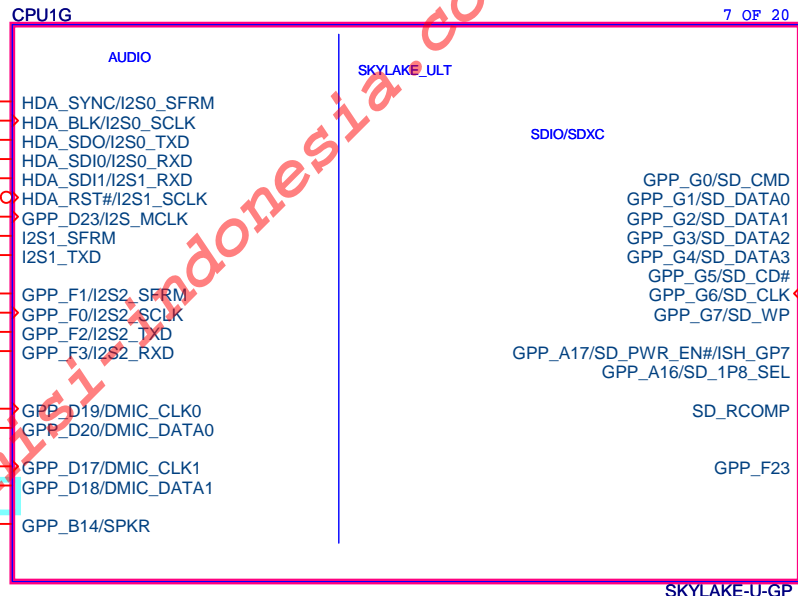 CPU1G
7 OF 20
AUDIO
SKYLAKE_ULT
HDA_SYNC/I2S0_SFRM
HDA_BLK/I2S0_SCLK
HDA_SDO/I2S0_TXD
HDA_SDI0/I2S0_RXD
HDA_SDI1/I2S1_RXD
HDA_RST#/I2S1_SCLK
GPP_D23/I2S_MCLK
I2S1_SFRM
I2S1_TXD
GPP_F1/I2S2_SFRM
GPP_F0/I2S2_SCLK
GPP_F2/I2S2_TXD
GPP_F3/I2S2_RXD
GPP_D19/DMIC_CLK0
GPP_D20/DMIC_DATA0
GPP_D17/DMIC_CLK1
GPP_D18/DMIC_DATA1
GPP_B14/SPKR
SDIO/SDXC
GPP_G0/SD_CMD
GPP_G1/SD_DATA0
GPP_G2/SD_DATA1
GPP_G3/SD_DATA2
GPP_G4/SD_DATA3
GPP_G5/SD_CD#
GPP_G6/SD_CLK
GPP_G7/SD_WP
GPP_A17/SD_PWR_EN#/ISH_GP7
GPP_A16/SD_1P8_SEL
SD_RCOMP
GPP_F23
SKYLAKE-U-GP
isi-indonesia.co